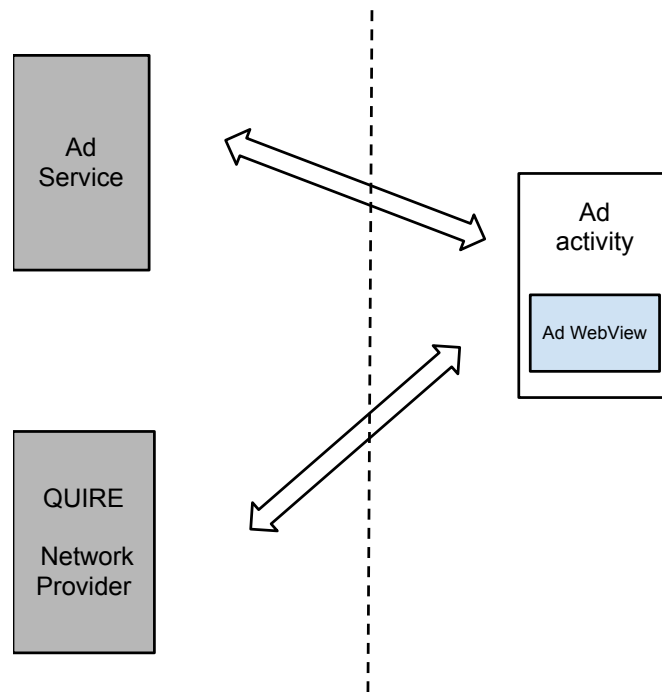 Ad
Service
Ad
activity
Ad WebView
QUIRE
Network
Provider